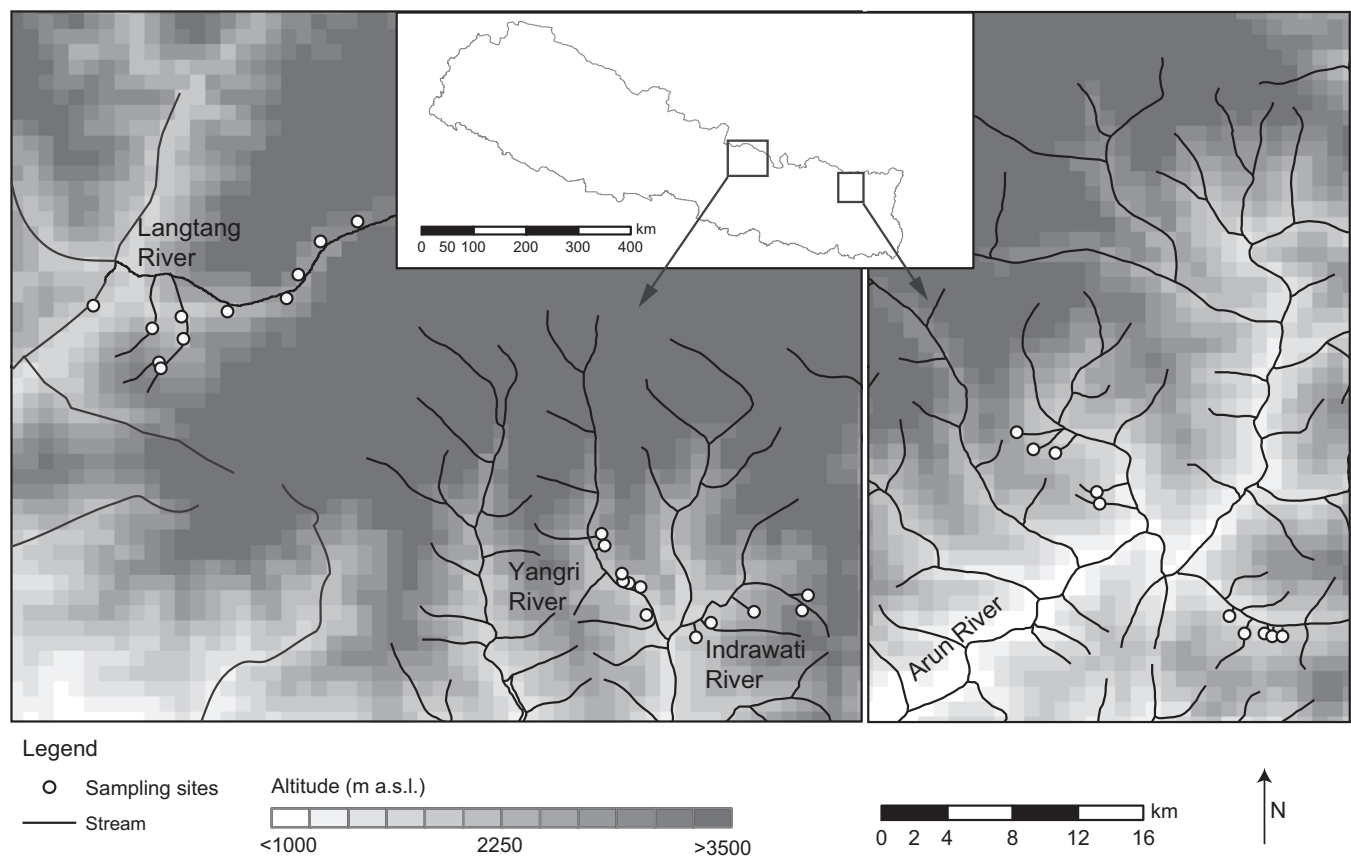 Langtang
River
km
0 50 100 200 300 400
Yangri
River
Indrawati
River
Arun River
Legend
Sampling sites
Stream
Altitude (m a.s.l.)
<1000 2250 >3500
km
0 2 4 8 12 16
N